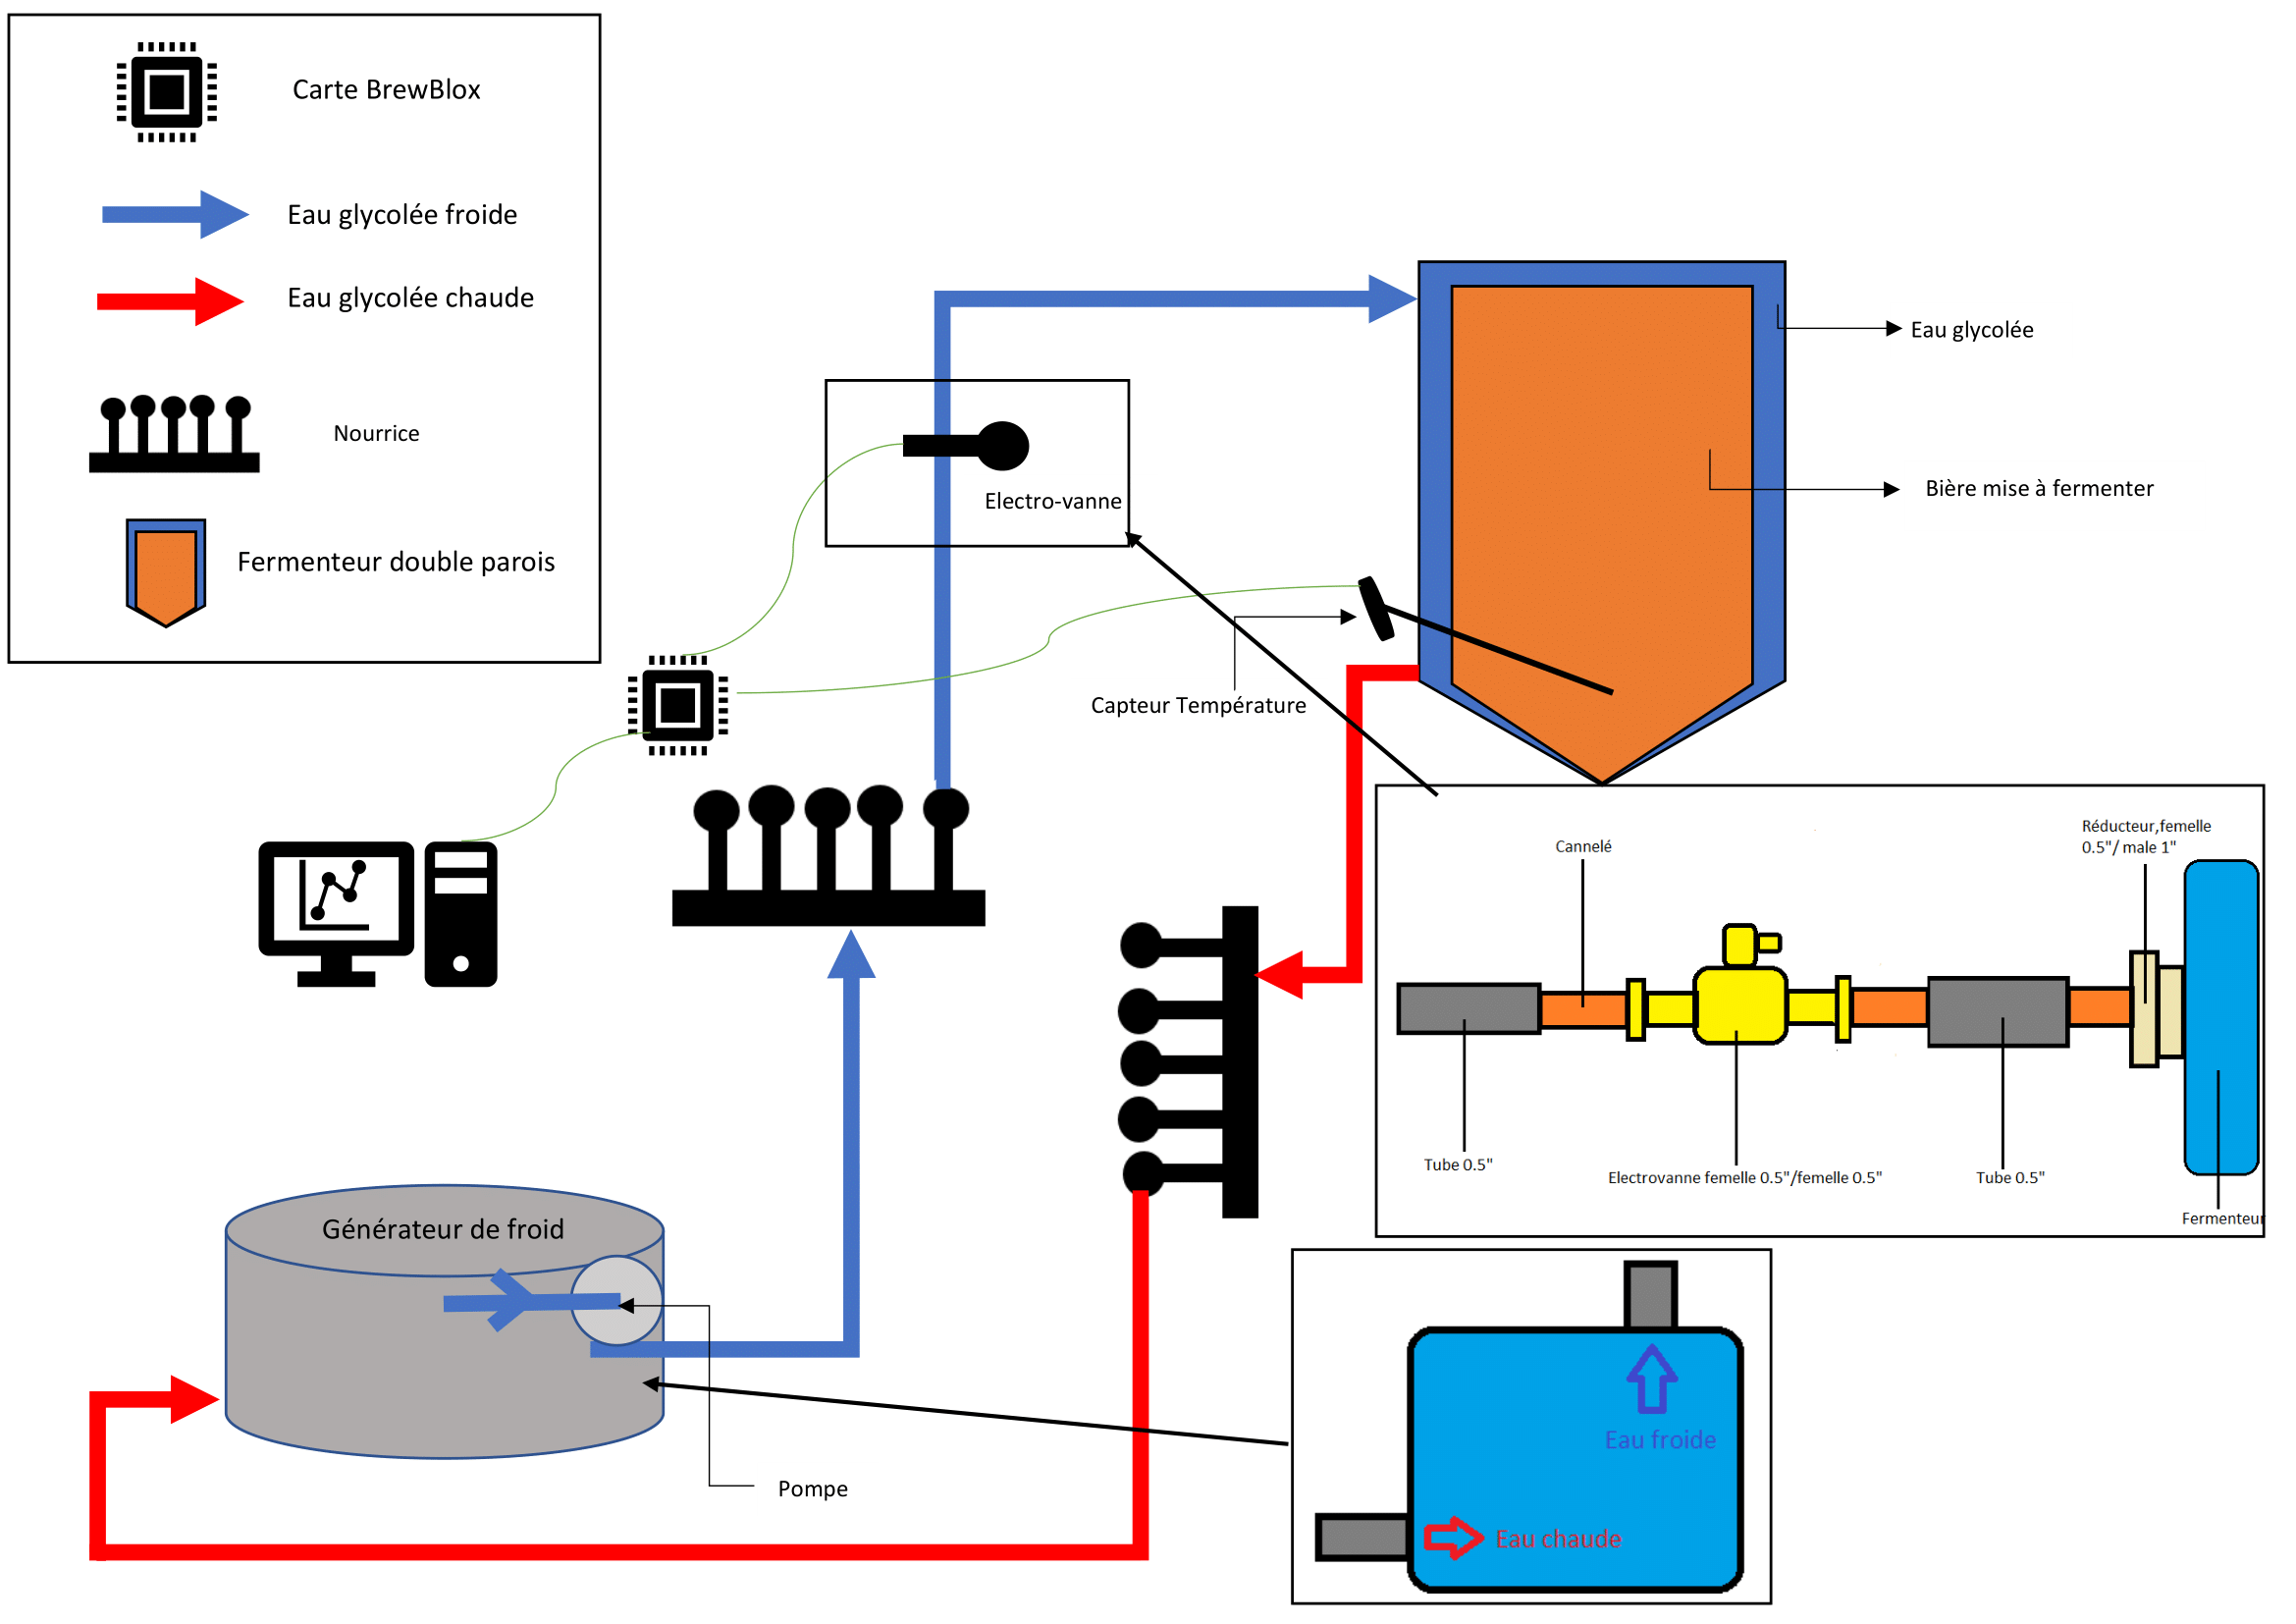 Carte BrewBlox
Eau glycolée froide
Eau glycolée chaude
Nourrice
Fermenteur double parois
Eau glycolée
Bière mise à fermenter
Electro-vanne
Capteur Température
Cannelé
Réducteur,femelle
0.5"/ male 1"
Tube 0.5"
Electrovanne femelle 0.5"/femelle 0.5"
Tube 0.5"
Fermenteur
Générateur de froid
Pompe
Eau froide
Eau chaude